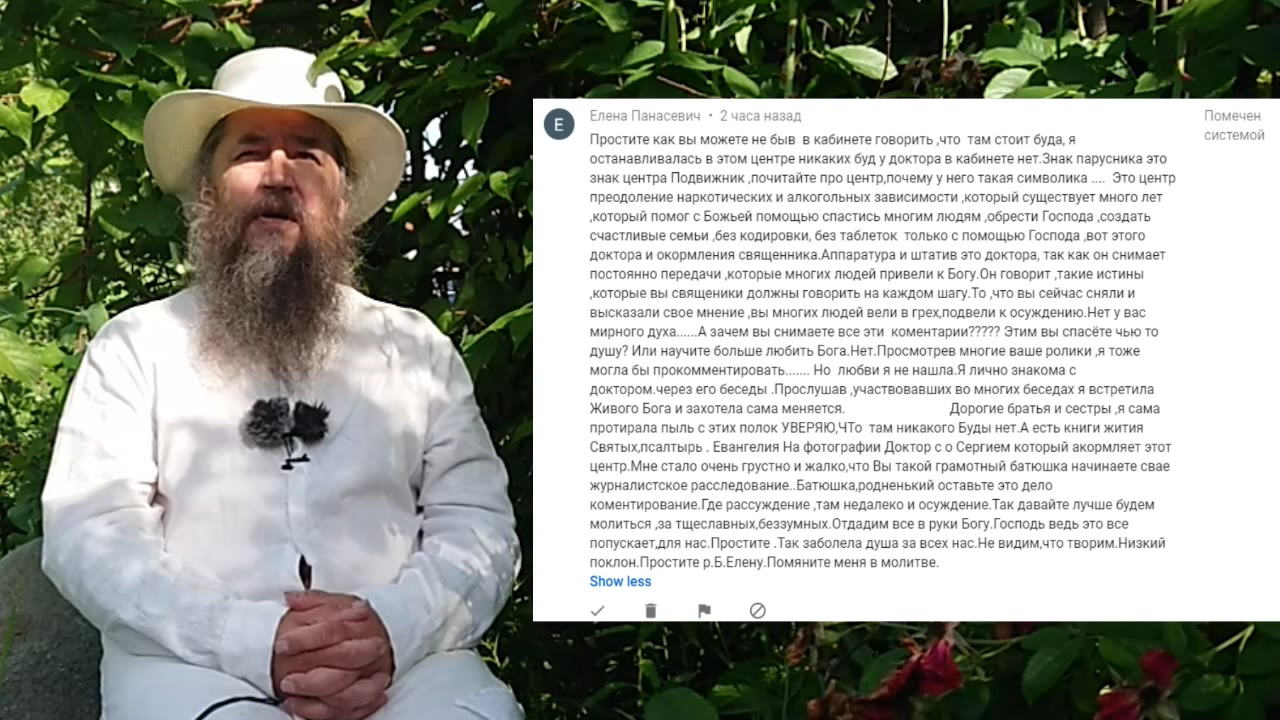 E
Елена Панасевич • 2 часа назад
Помечен
системой
Простите как вы можете не быв в кабинете говорить ,что там стоит буда, я
останавливалась в этом центре никаких буд у доктора в кабинете нет.Знак парусника это
знак центра Подвижник ,почитайте про центр,почему у него такая символика .... Это центр
преодоление наркотических и алкогольных зависимости ,который существует много лет
,который помог с Божьей помощью спастись многим людям ,обрести Господа ,создать
счастливые семьи ,без кодировки, без таблеток только с помощью Господа ,вот этого
доктора и окормления священника.Аппаратура и штатив это доктора, так как он снимает
постоянно передачи ,которые многих людей привели к Богу.Он говорит ,такие истины
,которые вы священики должны говорить на каждом шагу.То ,что вы сейчас сняли и
высказали свое мнение ,вы многих людей вели в грех,подвели к осуждению.Нет у вас
мирного духа......А зачем вы снимаете все эти коментарии????? Этим вы спасёте чью то
душу? Или научите больше любить Бога.Нет.Просмотрев многие ваше ролики ,я тоже
могла бы прокомментировать....... Но любви я не нашла.Я лично знакома с
доктором.через его беседы .Прослушав ,участвовавших во многих беседах я встретила
Живого Бога и захотела сама меняется. Дорогие братья и сестры ,я сама
протирала пыль с этих полок УВЕРЯЮ,ЧТо там никакого Буды нет.А есть книги жития
Святых,псалтырь . Евангелия На фотографии Доктор с о Сергием который акормляет этот
центр.Мне стало очень грустно и жалко,что Вы такой грамотный батюшка начинаете свае
журналистское расследование..Батюшка,родненький оставьте это дело
коментирование.Где рассуждение ,там недалеко и осуждение.Так давайте лучше будем
молиться ,за тщеславных,беззумных.Отдадим все в руки Богу.Господь ведь это все
попускает,для нас.Простите .Так заболела душа за всех нас.Не видим,что творим.Низкий
поклон.Простите р.Б.Елену.Помяните меня в молитве.
Show less